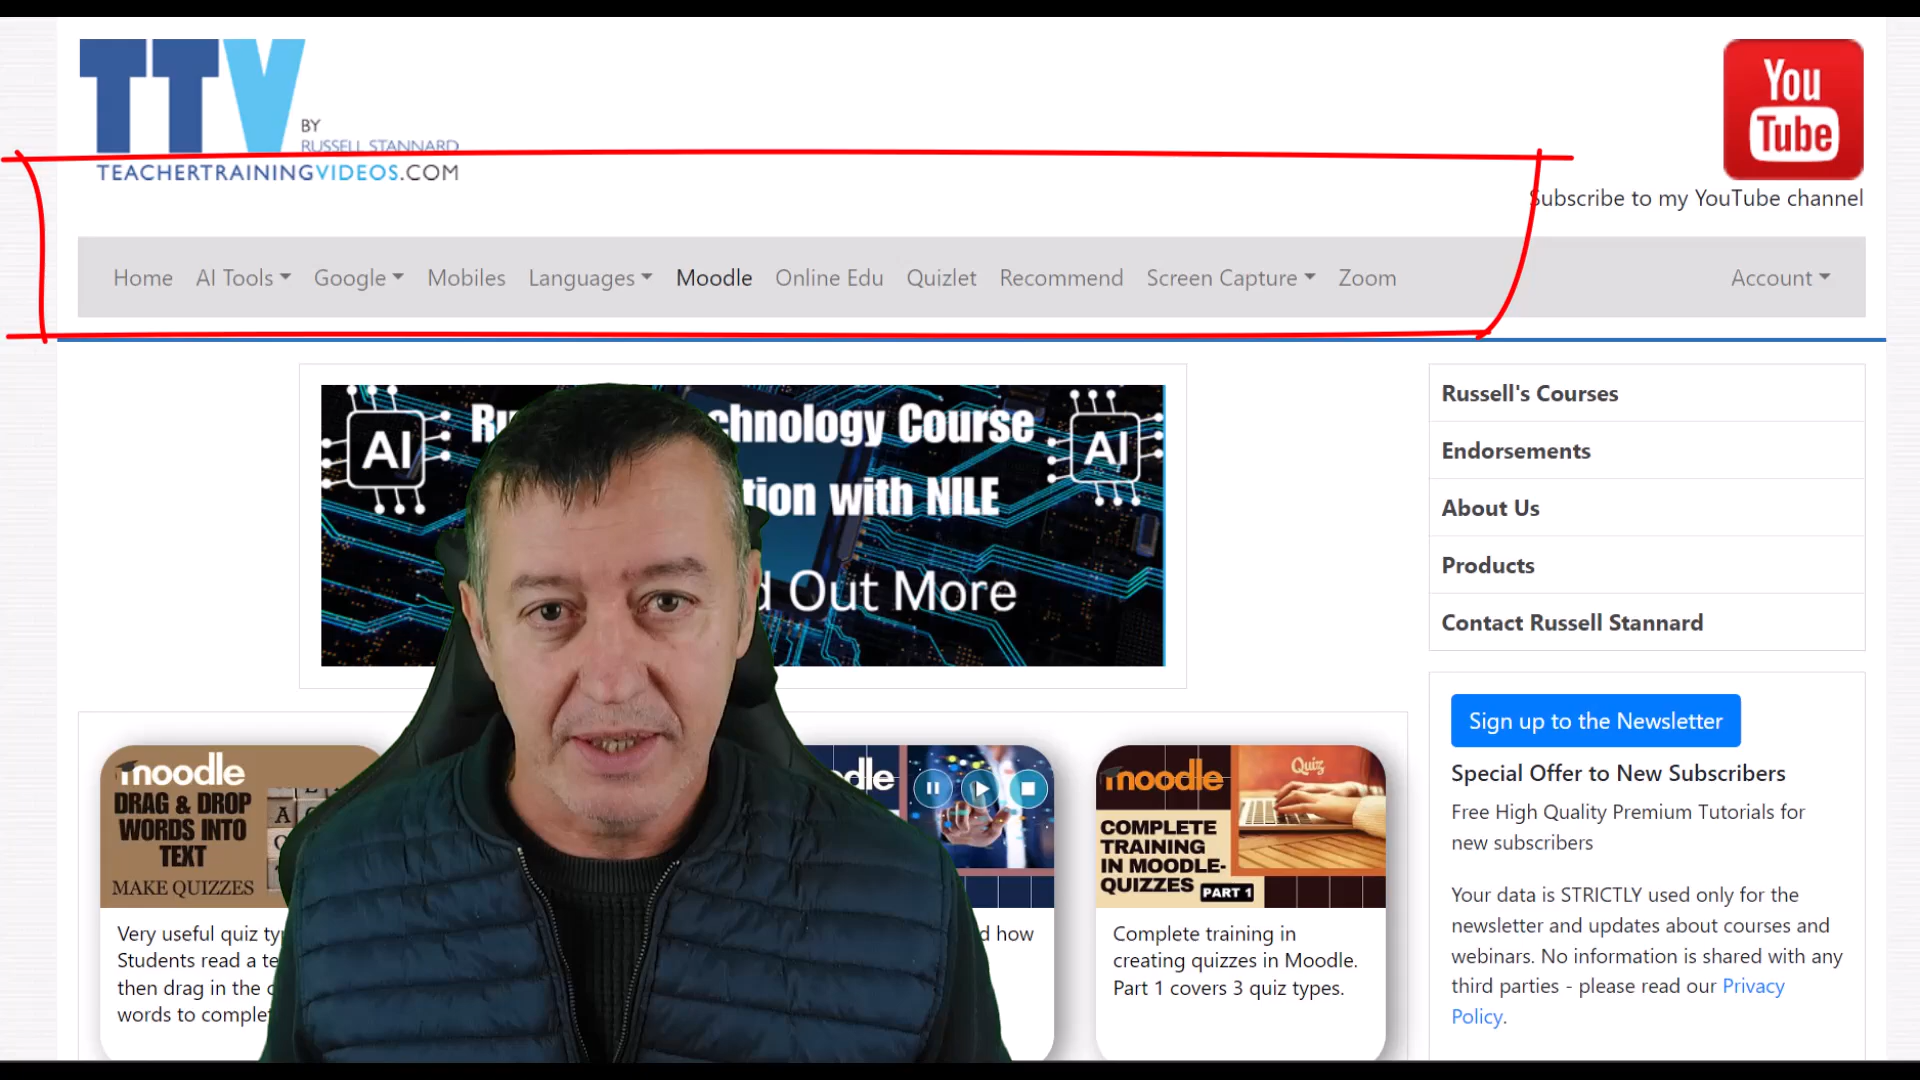 TTV
BY
RUSSELL STANNARD
TEACHERTRAININGVIDEOS.COM
You
Tube
Subscribe to my YouTube channel
Home AI Tools Google Mobiles Languages Moodle Online Edu Quizlet Recommend Screen Capture Zoom Account
AI chnology Course AI
tion with NILE
Out More
Russell's Courses
Endorsements
About Us
Products
Contact Russell Stannard
Sign up to the Newsletter
Special Offer to New Subscribers
Free High Quality Premium Tutorials for
new subscribers
Your data is STRICTLY used only for the
newsletter and updates about courses and
webinars. No information is shared with any
third parties - please read our Privacy
Policy.
moodle
DRAG & DROP
WORDS INTO
TEXT
MAKE QUIZZES
Very useful quiz
Students read a
then drag in the
words to
dle
how
moodle
Quiz
COMPLETE
TRAINING
IN MOODLE-
QUIZZES PART 1
Complete training in
creating quizzes in Moodle.
Part 1 covers 3 quiz types.